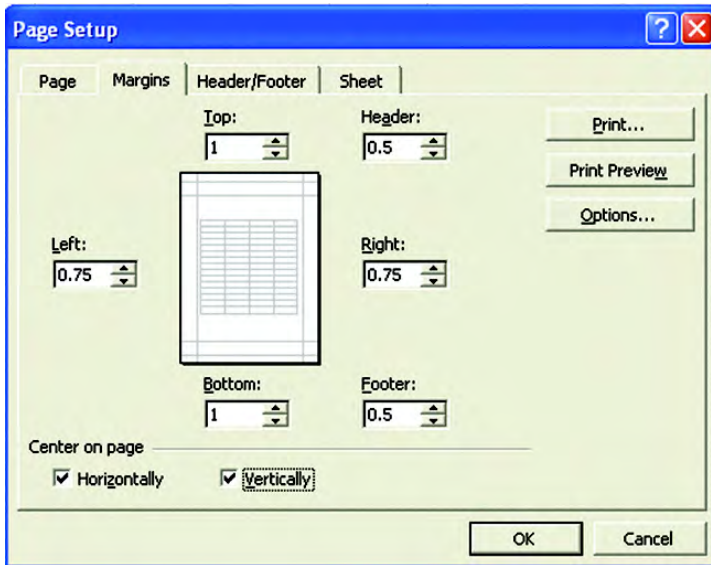 Page Setup
Page Margins Header/Footer Sheet
Top: Header:
1 0.5
Print...
Print Preview
Options...
Left: Right:
0.75 0.75
Bottom: Footer:
1 0.5
Center on page
Horizontally Vertically
OK Cancel